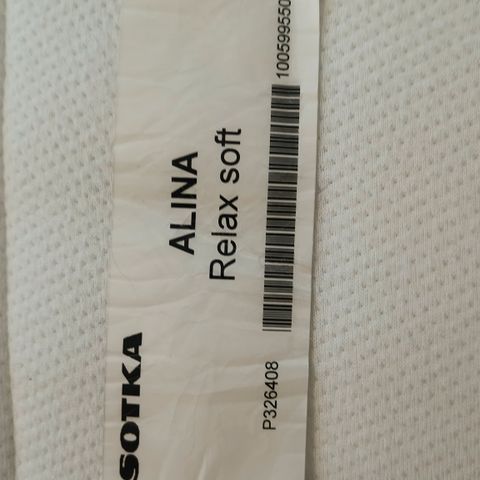 SOTKA
ALINA
Relax soft
P326408
100599550